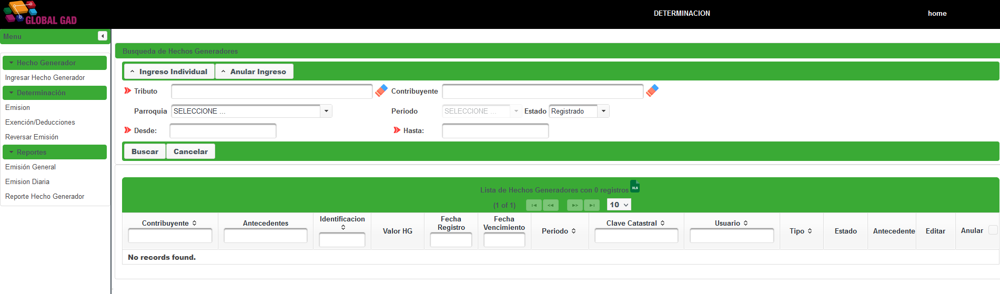 GLOBAL GAD
DETERMINACION
home
Menu
Hecho Generador
Ingresar Hecho Generador
Determinación
Emision
Exención/Deducciones
Reversar Emisión
Reportes
Emisión General
Emision Diaria
Reporte Hecho Generador
Busqueda de Hechos Generadores
Ingreso Individual Anular Ingreso
Tributo Contribuyente
Parroquia SELECCIONE ... Periodo SELECCIONE ... Estado Registrado
Desde: Hasta:
Buscar Cancelar
Lista de Hechos Generadores con 0 registros XLS
(1 of 1) 10
Contribuyente
Antecedentes
Identificacion
Valor HG
Fecha
Registro
Fecha
Vencimiento
Periodo
Clave Catastral
Usuario
Tipo
Estado
Antecedente
Editar
Anular
No records found.